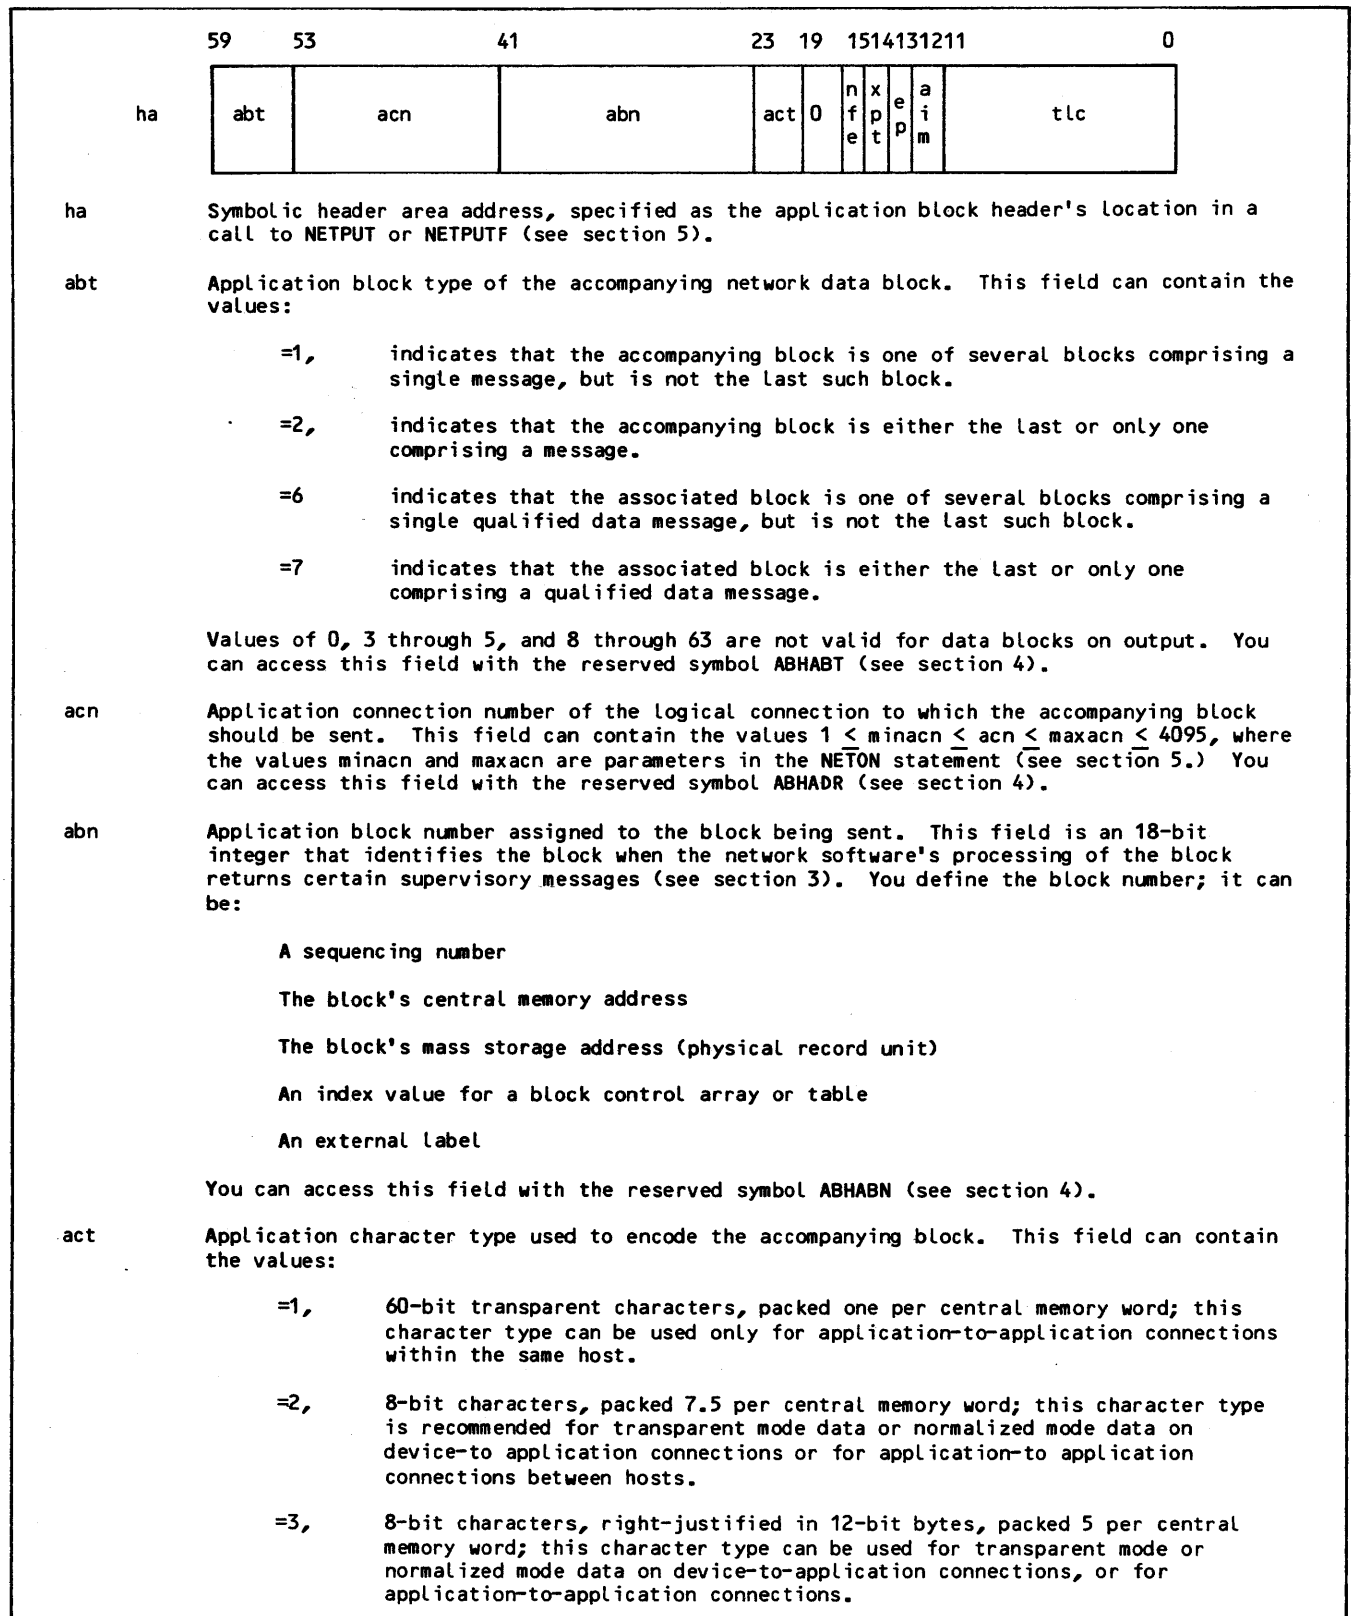 59 53 41 23 19 1514131211 0
ha abt acn abn act 0 nfe xpt ep aim tlc
ha Symbolic header area address, specified as the application block header's location in a
call to NETPUT or NETPUTF (see section 5).
abt Application block type of the accompanying network data block. This field can contain the
values:
=1, indicates that the accompanying block is one of several blocks comprising a
single message, but is not the last such block.
=2, indicates that the accompanying block is either the last or only one
comprising a message.
=6 indicates that the associated block is one of several blocks comprising a
single qualified data message, but is not the last such block.
=7 indicates that the associated block is either the last or only one
comprising a qualified data message.
Values of 0, 3 through 5, and 8 through 63 are not valid for data blocks on output. You
can access this field with the reserved symbol ABHABT (see section 4).
acn Application connection number of the logical connection to which the accompanying block
should be sent. This field can contain the values 1 ≤ minacn ≤ acn ≤ maxacn ≤ 4095, where
the values minacn and maxacn are parameters in the NETON statement (see section 5.) You
can access this field with the reserved symbol ABHADR (see section 4).
abn Application block number assigned to the block being sent. This field is an 18-bit
integer that identifies the block when the network software's processing of the block
returns certain supervisory messages (see section 3). You define the block number; it can
be:
A sequencing number
The block's central memory address
The block's mass storage address (physical record unit)
An index value for a block control array or table
An external label
You can access this field with the reserved symbol ABHABN (see section 4).
act Application character type used to encode the accompanying block. This field can contain
the values:
=1, 60-bit transparent characters, packed one per central memory word; this
character type can be used only for application-to-application connections
within the same host.
=2, 8-bit characters, packed 7.5 per central memory word; this character type
is recommended for transparent mode data or normalized mode data on
device-to application connections or for application-to application
connections between hosts.
=3, 8-bit characters, right-justified in 12-bit bytes, packed 5 per central
memory word; this character type can be used for transparent mode or
normalized mode data on device-to-application connections, or for
application-to-application connections.